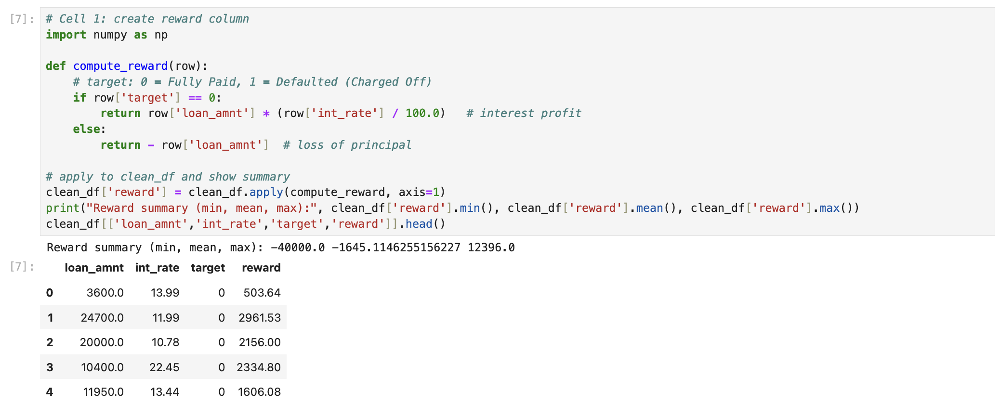 [7]:
# Cell 1: create reward column
import numpy as np

def compute_reward(row):
    # target: 0 = Fully Paid, 1 = Defaulted (Charged Off)
    if row['target'] == 0:
        return row['loan_amnt'] * (row['int_rate'] / 100.0)   # interest profit
    else:
        return - row['loan_amnt']  # loss of principal

# apply to clean_df and show summary
clean_df['reward'] = clean_df.apply(compute_reward, axis=1)
print("Reward summary (min, mean, max):", clean_df['reward'].min(), clean_df['reward'].mean(), clean_df['reward'].max())
clean_df[['loan_amnt','int_rate','target','reward']].head()
Reward summary (min, mean, max): -40000.0 -1645.1146255156227 12396.0
[7]:
loan_amnt int_rate target reward
0 3600.0 13.99 0 503.64
1 24700.0 11.99 0 2961.53
2 20000.0 10.78 0 2156.00
3 10400.0 22.45 0 2334.80
4 11950.0 13.44 0 1606.08